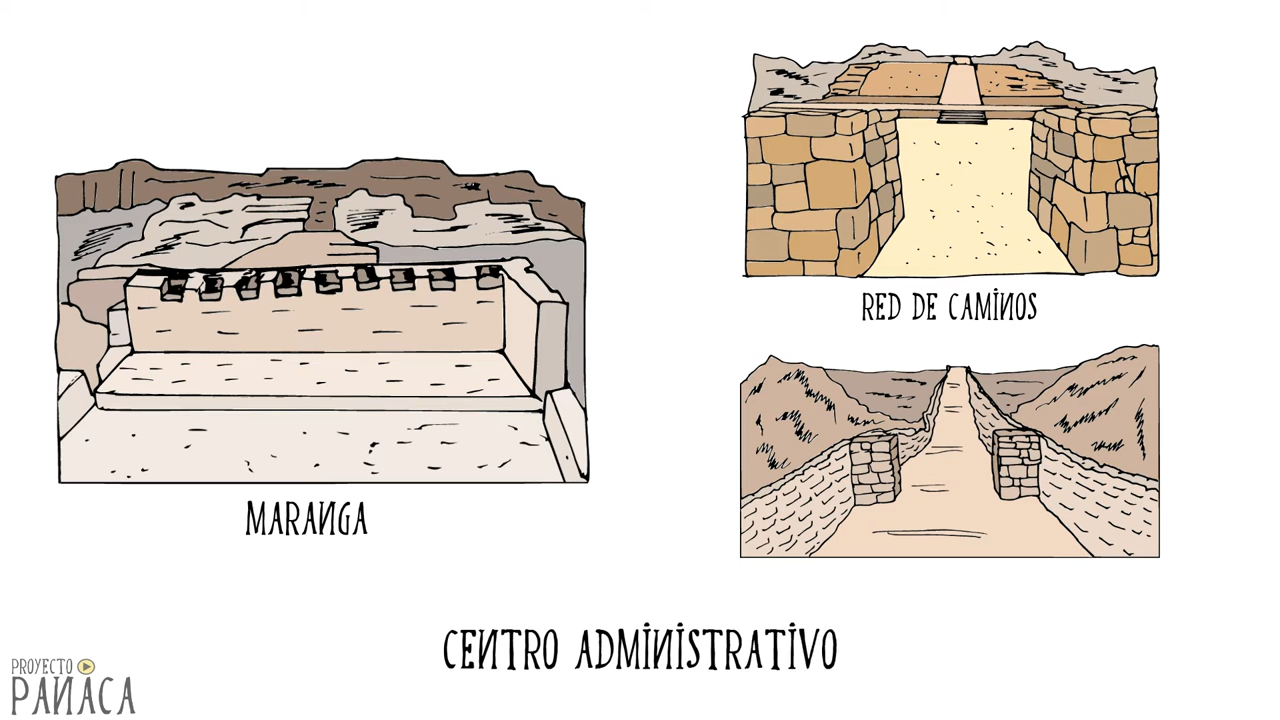 RED DE CAMINOS
MARANGA
CENTRO ADMINISTRATIVO
PROYECTO
PANACA